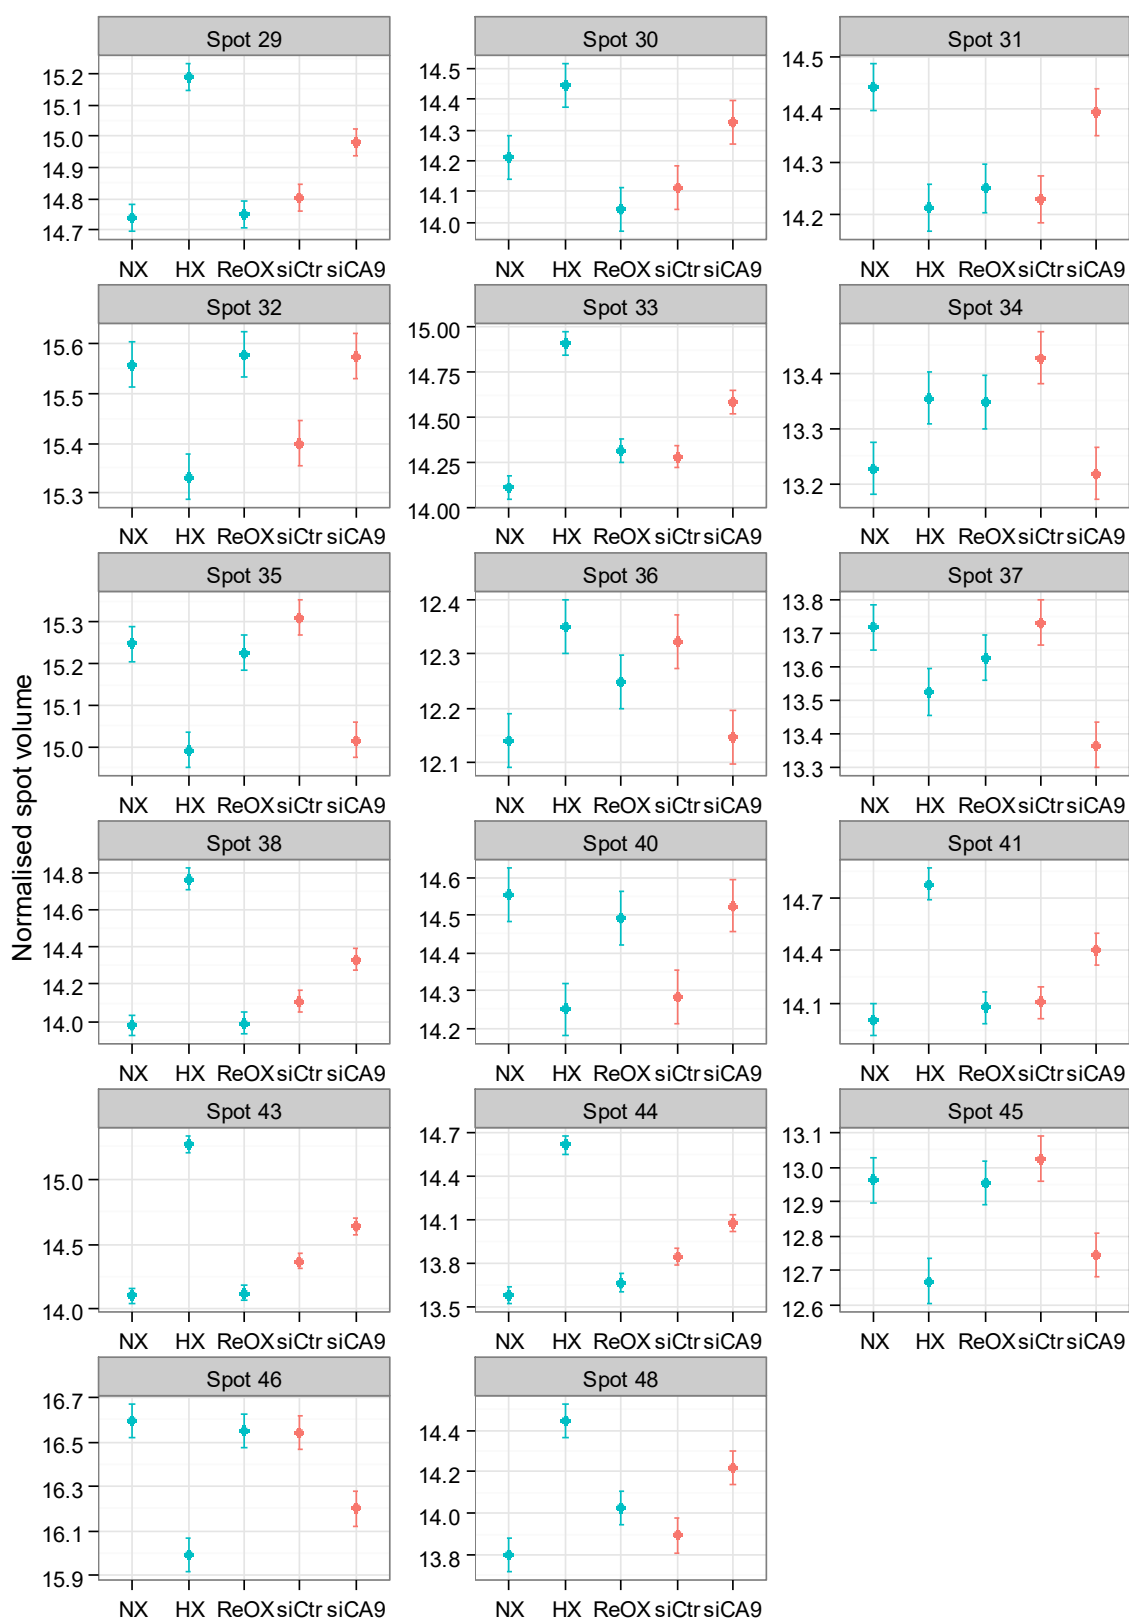 Normalised spot volume
Spot 29
15.2
15.1
15.0
14.9
14.8
14.7
NX HX ReOX siCtr siCA9
Spot 30
14.5
14.4
14.3
14.2
14.1
14.0
NX HX ReOX siCtr siCA9
Spot 31
14.5
14.4
14.3
14.2
NX HX ReOX siCtr siCA9
Spot 32
15.6
15.5
15.4
15.3
NX HX ReOX siCtr siCA9
Spot 33
15.00
14.75
14.50
14.25
14.00
NX HX ReOX siCtr siCA9
Spot 34
13.4
13.3
13.2
NX HX ReOX siCtr siCA9
Spot 35
15.3
15.2
15.1
15.0
NX HX ReOX siCtr siCA9
Spot 36
12.4
12.3
12.2
12.1
NX HX ReOX siCtr siCA9
Spot 37
13.8
13.7
13.6
13.5
13.4
13.3
NX HX ReOX siCtr siCA9
Spot 38
14.8
14.6
14.4
14.2
14.0
NX HX ReOX siCtr siCA9
Spot 40
14.6
14.5
14.4
14.3
14.2
NX HX ReOX siCtr siCA9
Spot 41
14.7
14.4
14.1
NX HX ReOX siCtr siCA9
Spot 43
15.0
14.5
14.0
NX HX ReOX siCtr siCA9
Spot 44
14.7
14.1
13.8
13.5
NX HX ReOX siCtr siCA9
Spot 45
13.1
13.0
12.9
12.8
12.7
12.6
NX HX ReOX siCtr siCA9
Spot 46
16.7
16.5
16.3
16.1
15.9
NX HX ReOX siCtr siCA9
Spot 48
14.4
14.2
14.0
13.8
NX HX ReOX siCtr siCA9